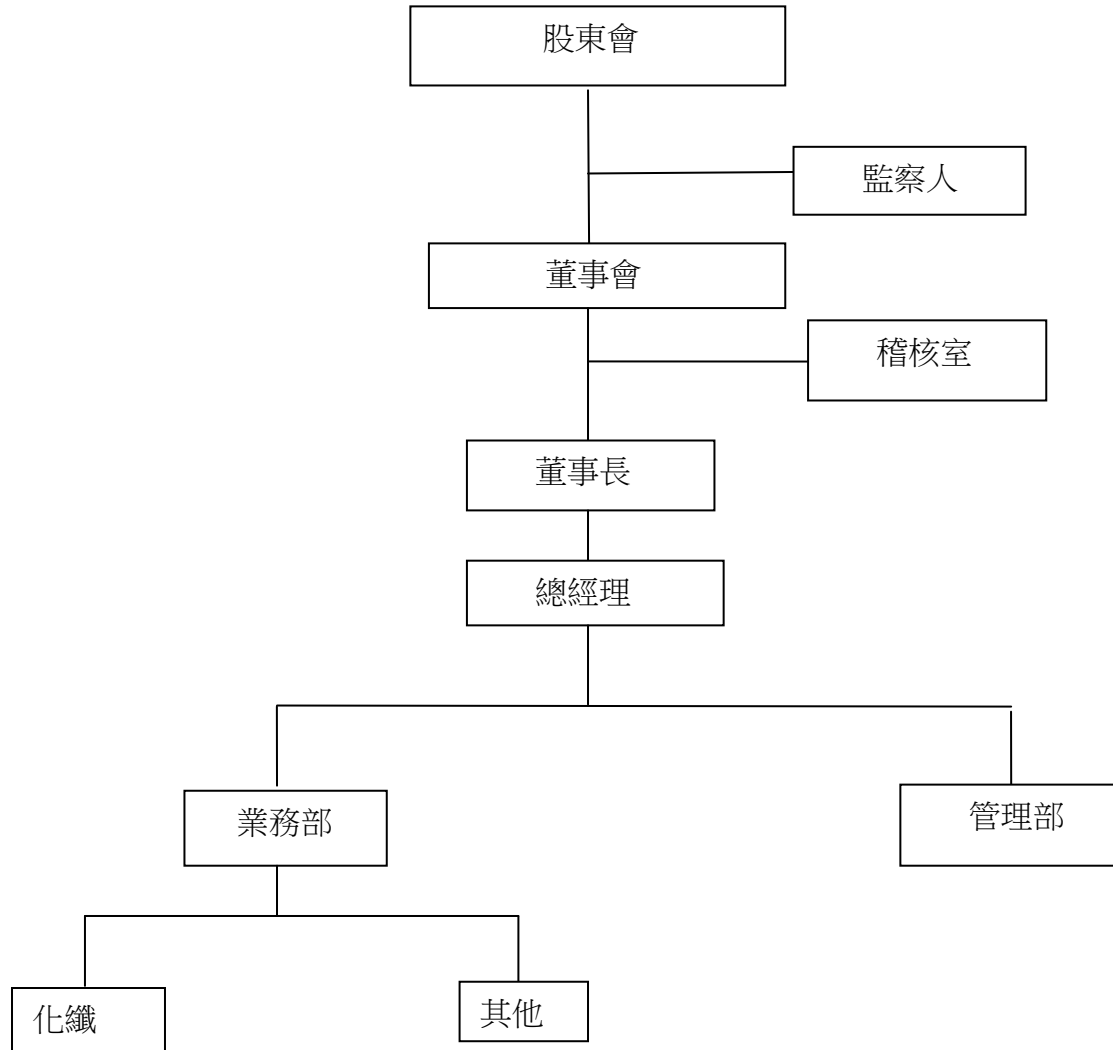 股東會
監察人
董事會
稽核室
董事長
總經理
業務部
管理部
化纖
其他